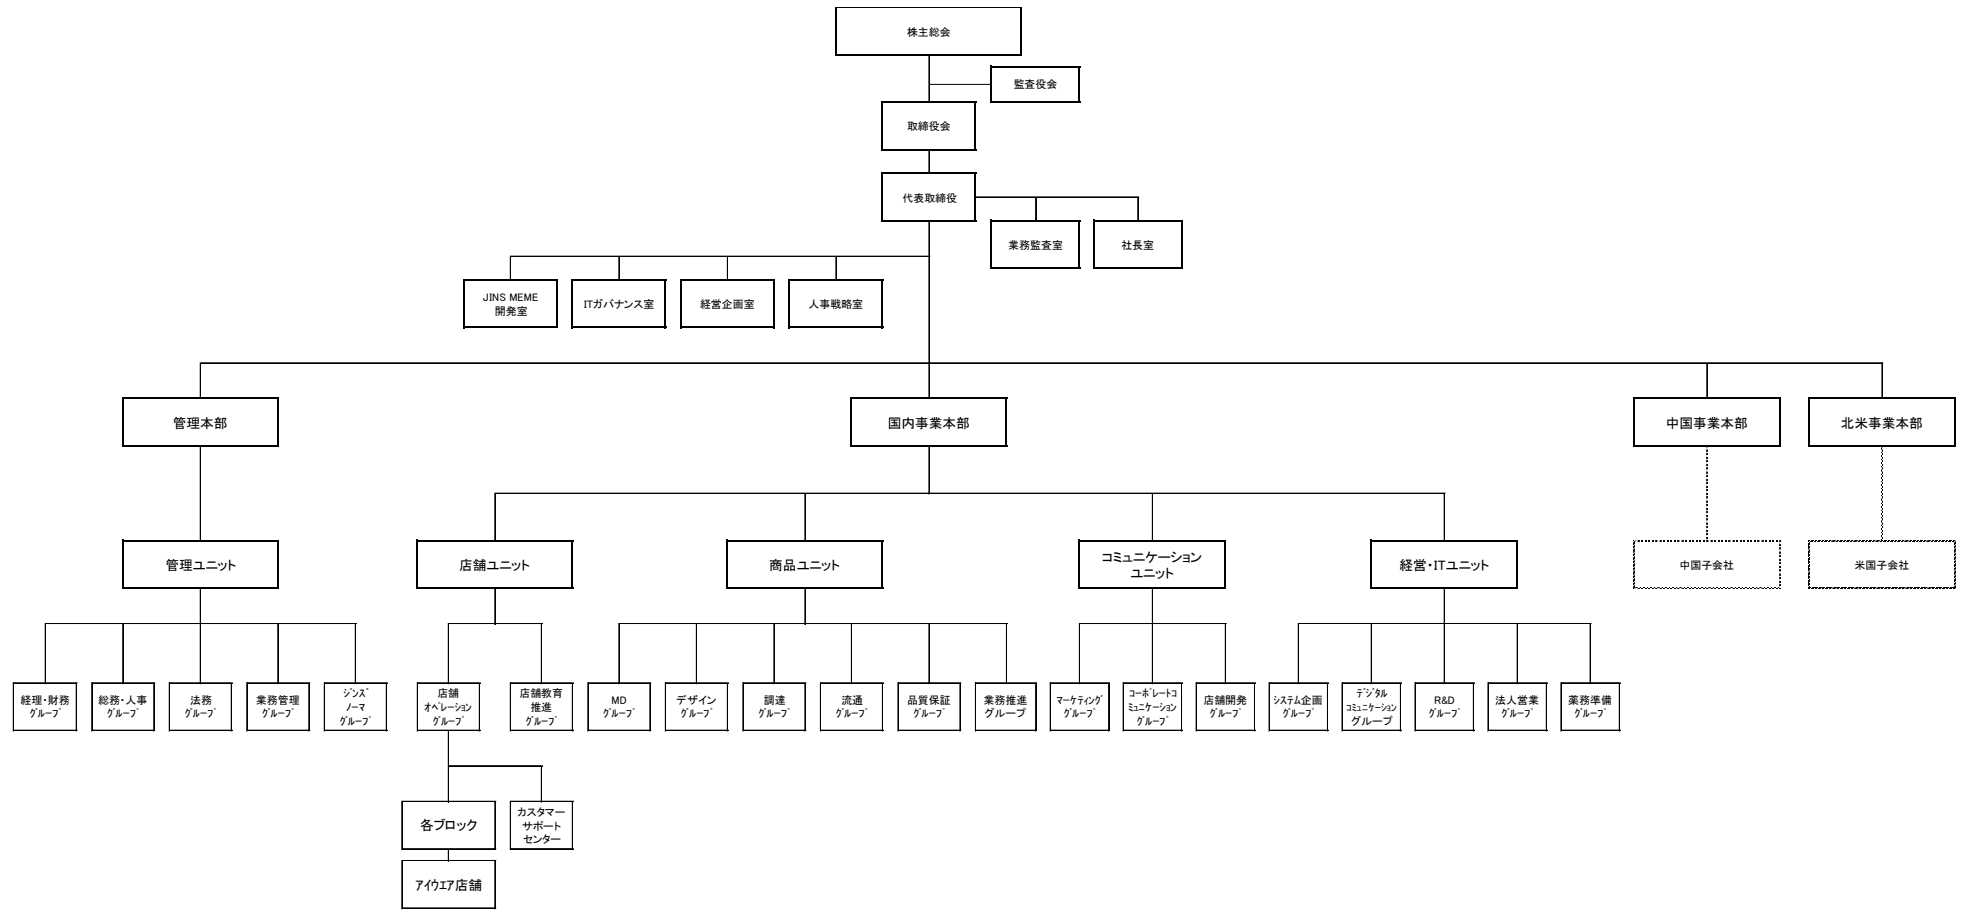 株主総会
監査役会
取締役会
代表取締役
業務監査室
社長室
JINS MEME
開発室
ITガバナンス室
経営企画室
人事戦略室
管理本部
国内事業本部
中国事業本部
北米事業本部
管理ユニット
店舗ユニット
商品ユニット
コミュニケーション
ユニット
経営・ITユニット
中国子会社
米国子会社
経理・財務
ｸﾞﾙｰﾌﾟ
総務・人事
ｸﾞﾙｰﾌﾟ
法務
ｸﾞﾙｰﾌﾟ
業務管理
ｸﾞﾙｰﾌﾟ
ｼﾞﾝｽﾞ
ノーマ
ｸﾞﾙｰﾌﾟ
店舗
ｵﾍﾟﾚｰｼｮﾝ
ｸﾞﾙｰﾌﾟ
店舗教育
推進
ｸﾞﾙｰﾌﾟ
MD
ｸﾞﾙｰﾌﾟ
デザイン
ｸﾞﾙｰﾌﾟ
調達
ｸﾞﾙｰﾌﾟ
流通
ｸﾞﾙｰﾌﾟ
品質保証
ｸﾞﾙｰﾌﾟ
業務推進
グループ
ﾏｰｹﾃｨﾝｸﾞ
ｸﾞﾙｰﾌﾟ
ｺｰﾎﾟﾚｰﾄｺ
ﾐｭﾆｹｰｼｮﾝ
ｸﾞﾙｰﾌﾟ
店舗開発
ｸﾞﾙｰﾌﾟ
ｼｽﾃﾑ企画
ｸﾞﾙｰﾌﾟ
ﾃﾞｼﾞﾀﾙ
ｺﾐｭﾆｹｰｼｮﾝ
グループ
R&D
ｸﾞﾙｰﾌﾟ
法人営業
ｸﾞﾙｰﾌﾟ
薬務準備
ｸﾞﾙｰﾌﾟ
各ブロック
カスタマー
サポート
センター
ｱｲｳｴｱ店舗